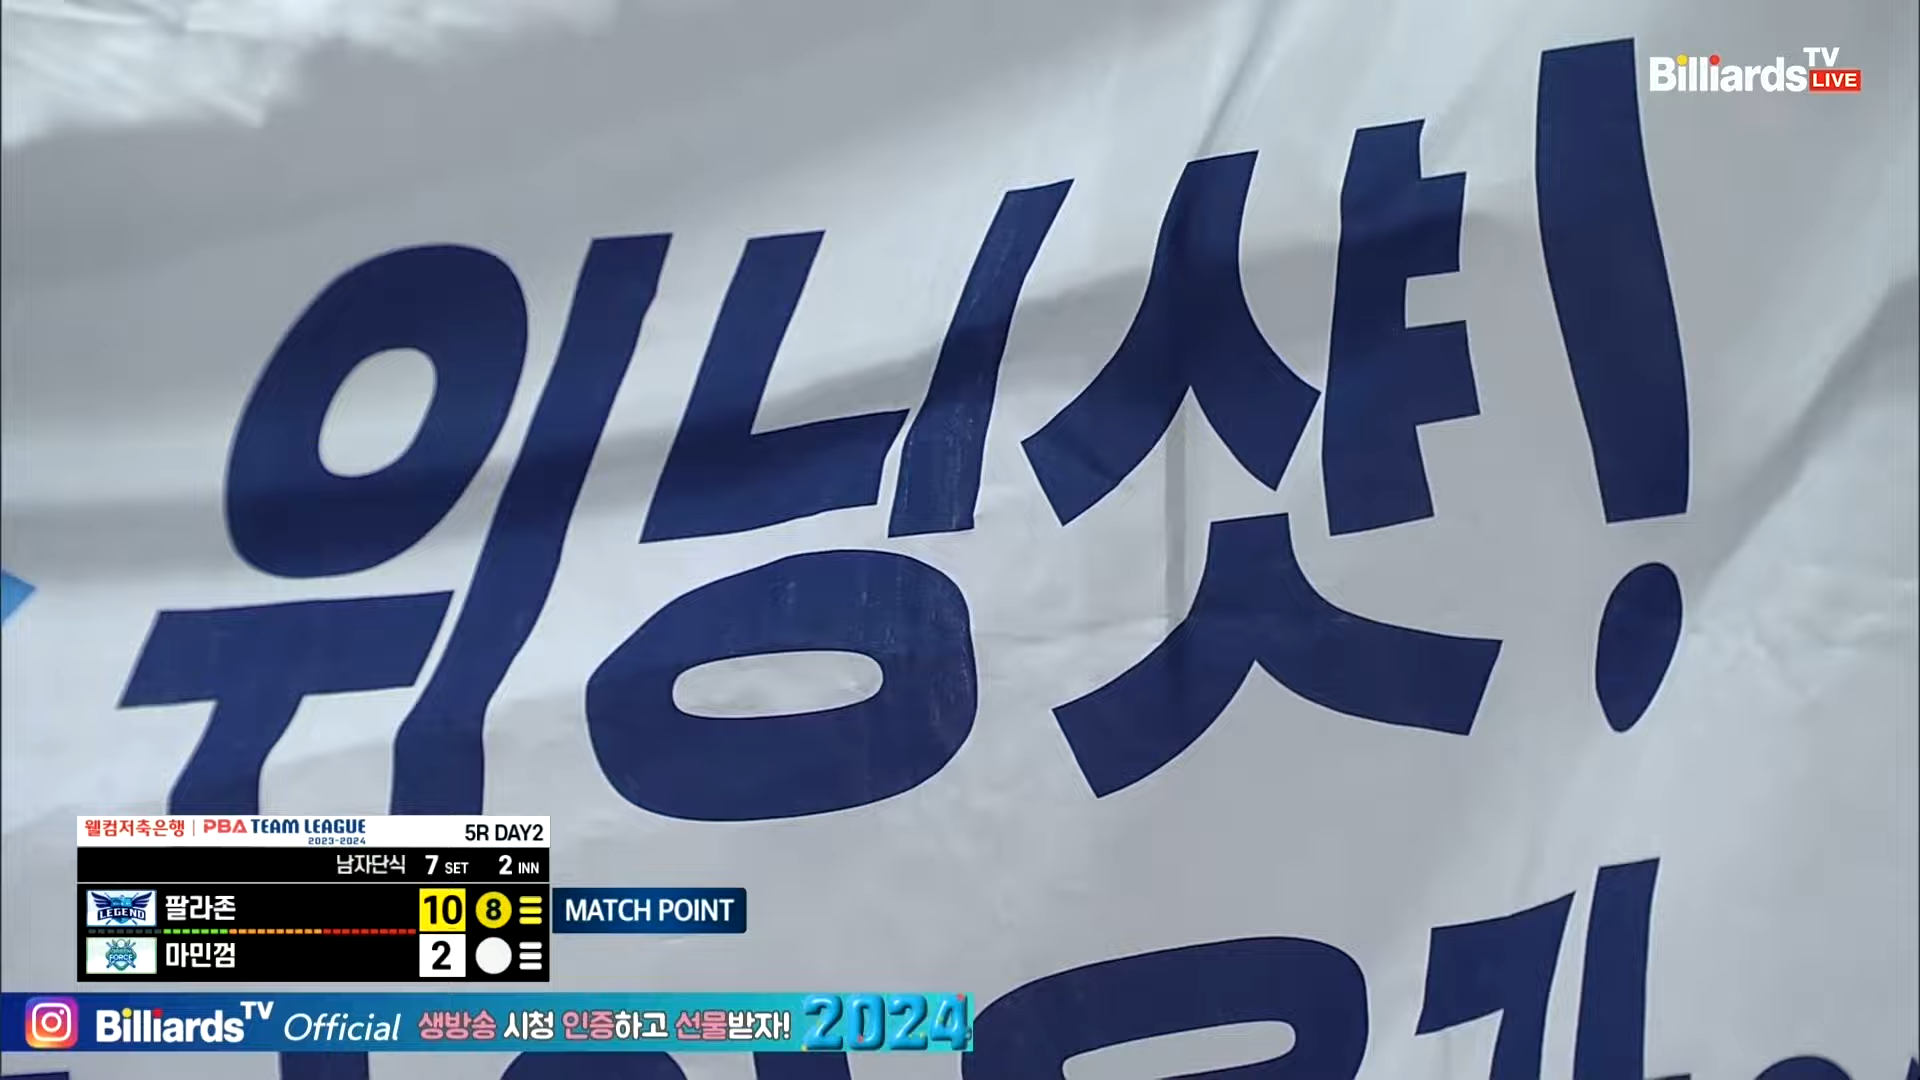 Billiards TV
LIVE
위닝샷!
웰컴저축은행 | PBA TEAM LEAGUE
2023-2024
5R DAY2
남자단식 7 SET 2 INN
LEGEND 팔라존 10 8 MATCH POINT
FORCE 마민껌 2
Billiards TV Official 생방송 시청 인증하고 선물받자! 2024